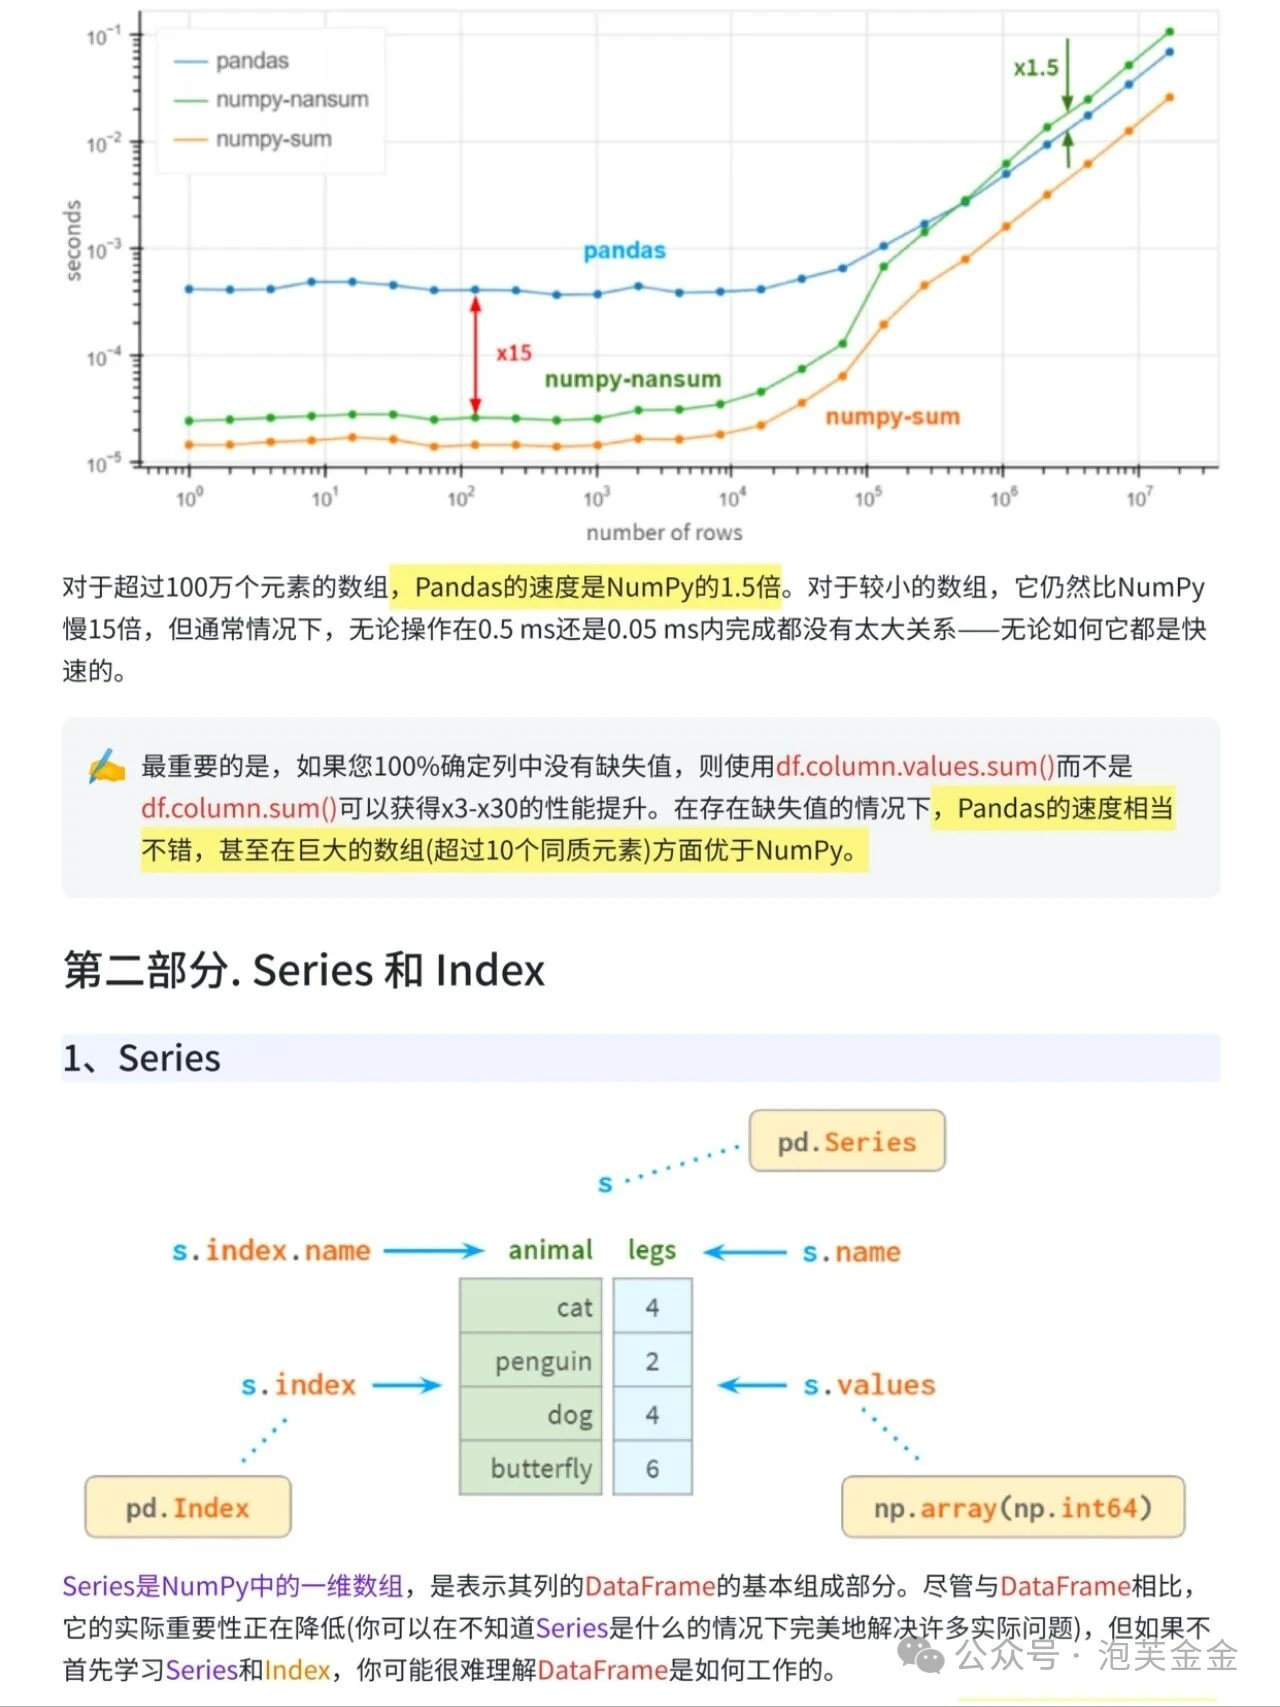 10⁻¹
pandas
numpy-nansum
numpy-sum
x1.5
10⁻²
seconds
10⁻³
pandas
x15
10⁻⁴
numpy-nansum
numpy-sum
10⁻⁵
10⁰ 10¹ 10² 10³ 10⁴ 10⁵ 10⁶ 10⁷
number of rows
对于超过100万个元素的数组，Pandas的速度是NumPy的1.5倍。对于较小的数组，它仍然比NumPy
慢15倍，但通常情况下，无论操作在0.5 ms还是0.05 ms内完成都没有太大关系——无论如何它都是快
速的。
✍ 最重要的是，如果您100%确定列中没有缺失值，则使用df.column.values.sum()而不是
df.column.sum()可以获得x3-x30的性能提升。在存在缺失值的情况下，Pandas的速度相当
不错，甚至在巨大的数组(超过10个同质元素)方面优于NumPy。
第二部分. Series 和 Index
1、Series
pd.Series
s
s.index.name animal legs s.name
cat 4
penguin 2
s.index s.values
dog 4
butterfly 6
pd.Index np.array(np.int64)
Series是NumPy中的一维数组，是表示其列的DataFrame的基本组成部分。尽管与DataFrame相比，
它的实际重要性正在降低(你可以在不知道Series是什么的情况下完美地解决许多实际问题)，但如果不
首先学习Series和Index，你可能很难理解DataFrame是如何工作的。
公众号 · 泡芙金金